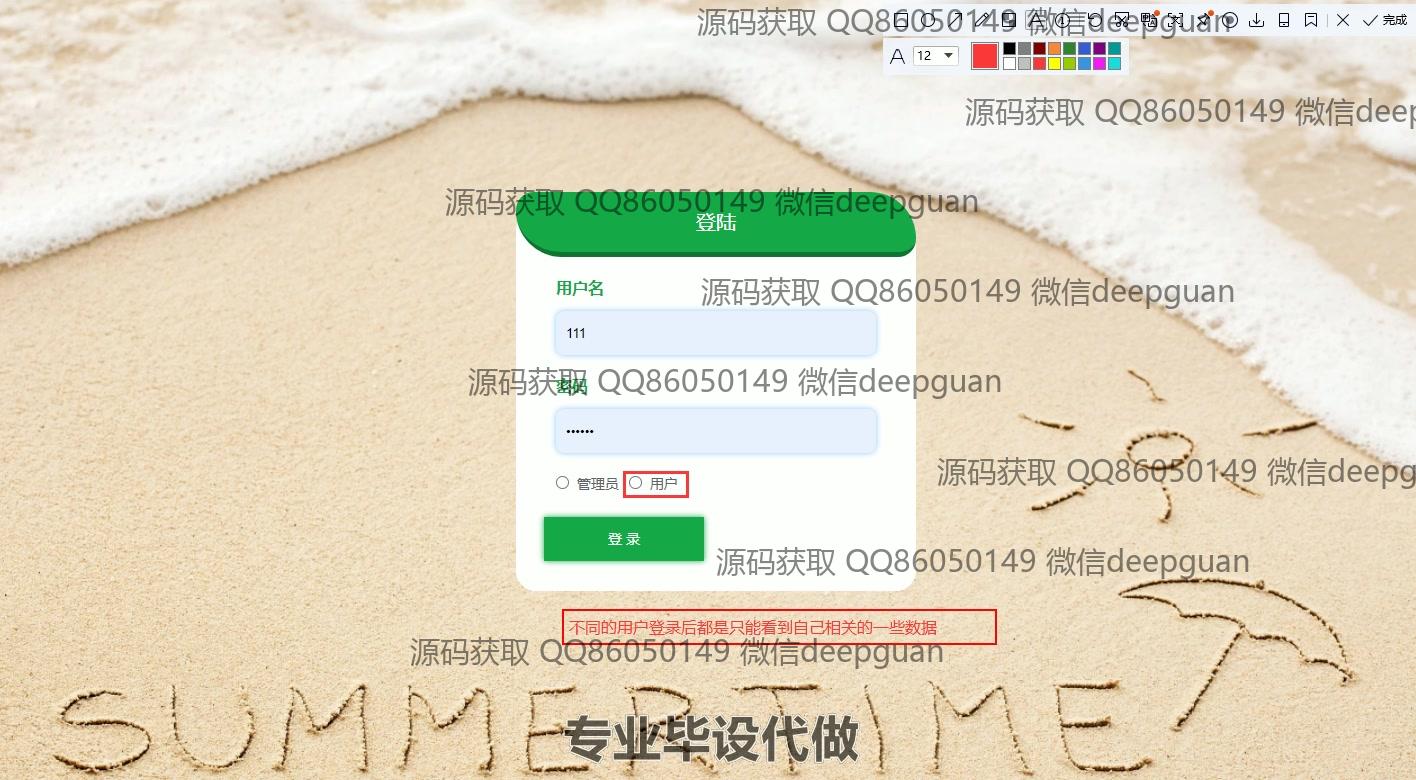 源码获取 QQ86050149 微信deepguan
完成
12
源码获取 QQ86050149 微信deep
源码获取 QQ86050149 微信deepguan
登陆
用户名
源码获取 QQ86050149 微信deepguan
111
源码获取 QQ86050149 微信deepguan
密码
••••••
源码获取 QQ86050149 微信deepg
管理员 用户
登录
源码获取 QQ86050149 微信deepguan
不同的用户登录后都是只能看到自己相关的一些数据
源码获取 QQ86050149 微信deepguan
SUMMERTIME
专业毕设代做